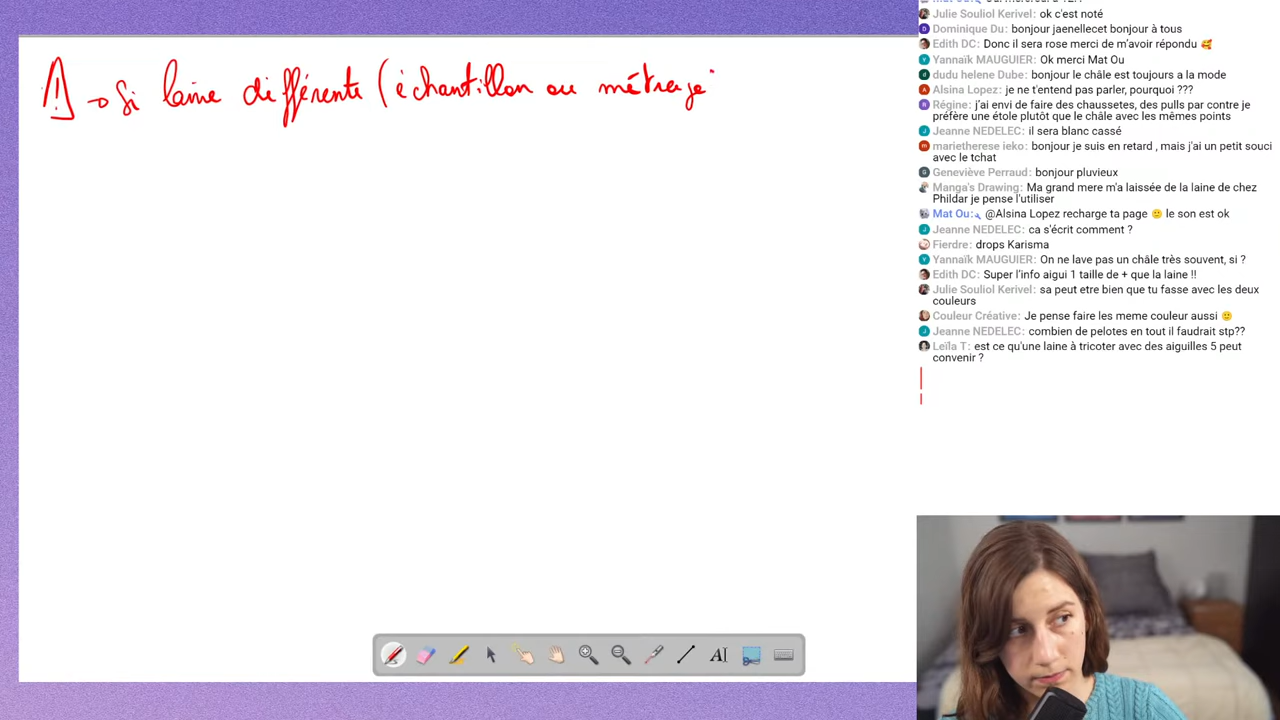 ⚠ → Si laine différente (échantillon ou métrage
Julie Souliol Kerivel: ok c'est noté
Dominique Du: bonjour jaenellecet bonjour à tous
Edith DC: Donc il sera rose merci de m'avoir répondu 🥰
Yannaïk MAUGUIER: Ok merci Mat Ou
dudu helene Dube: bonjour le châle est toujours a la mode
Alsina Lopez: je ne t'entend pas parler, pourquoi ???
Régine: j'ai envi de faire des chaussetes, des pulls par contre je
préfère une étole plutôt que le châle avec les mêmes points
Jeanne NEDELEC: il sera blanc cassé
marietherese ieko: bonjour je suis en retard , mais j'ai un petit souci
avec le tchat
Geneviève Perraud: bonjour pluvieux
Manga's Drawing: Ma grand mere m'a laissée de la laine de chez
Phildar je pense l'utiliser
Mat Ou: @Alsina Lopez recharge ta page 🙂 le son est ok
Jeanne NEDELEC: ca s'écrit comment ?
Fierdre: drops Karisma
Yannaïk MAUGUIER: On ne lave pas un châle très souvent, si ?
Edith DC: Super l'info aigui 1 taille de + que la laine !!
Julie Souliol Kerivel: sa peut etre bien que tu fasse avec les deux
couleurs
Couleur Créative: Je pense faire les meme couleur aussi 🙂
Jeanne NEDELEC: combien de pelotes en tout il faudrait stp??
Leïla T: est ce qu'une laine à tricoter avec des aiguilles 5 peut
convenir ?
AI